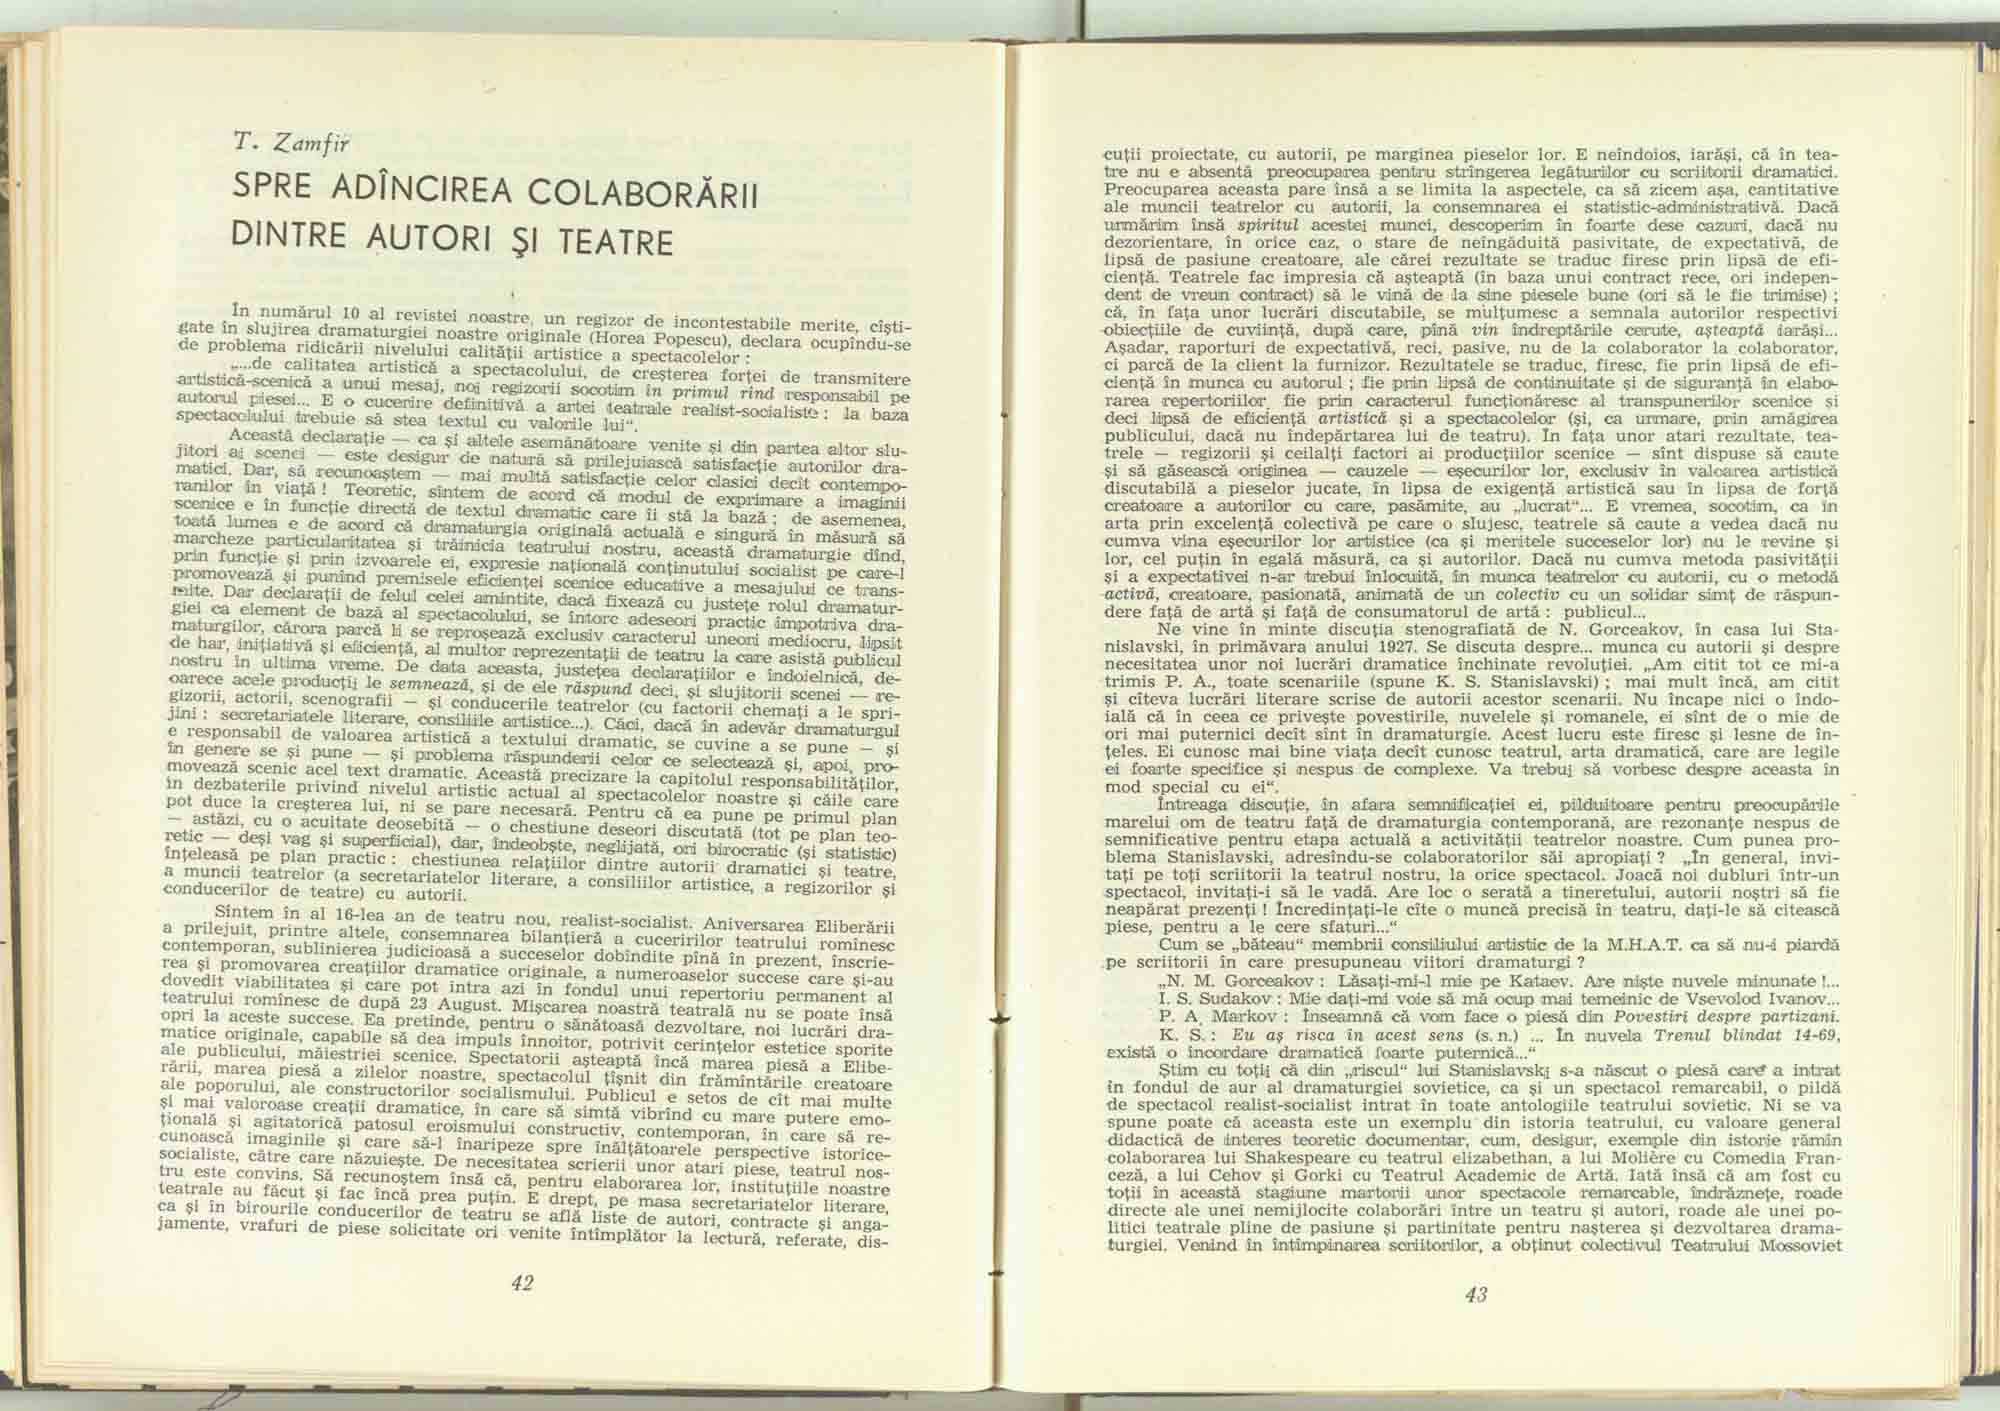 T. Zamfir
SPRE ADÎNCIREA COLABORĂRII
DINTRE AUTORI ŞI TEATRE
În numărul 10 al revistei noastre, un regizor de incontestabile merite, cîşti-
gate în slujirea dramaturgiei noastre originale (Horea Popescu), declara ocupîndu-se
de problema ridicării nivelului calităţii artistice a spectacolelor :
„...de calitatea artistică a spectacolului, de creşterea forţei de transmitere
artistică-scenică a unui mesaj, noi regizorii socotim în primul rînd responsabil pe
autorul piesei... E o cucerire definitivă a artei teatrale realist-socialiste : la baza
spectacolului trebuie să stea textul cu valorile lui“.
Această declaraţie — ca şi altele asemănătoare venite şi din partea altor slu-
jitori ai scenei — este desigur de natură să prilejuiască satisfacţie autorilor dra-
matici. Dar, să recunoaştem — mai multă satisfacţie celor clasici decît contempo-
ranilor în viaţă ! Teoretic, sîntem de acord că modul de exprimare a imaginii
scenice e în funcţie directă de textul dramatic care îi stă la bază ; de asemenea,
toată lumea e de acord că dramaturgia originală actuală e singură în măsură să
marcheze particularitatea şi trăinicia teatrului nostru, această dramaturgie dînd,
prin funcţie şi prin izvoarele ei, expresie naţională conţinutului socialist pe care-l
promovează şi punînd premisele eficienţei scenice educative a mesajului ce trans-
mite. Dar declaraţii de felul celei amintite, dacă fixează cu justeţe rolul dramatur-
giei ca element de bază al spectacolului, se întorc adeseori practic împotriva dra-
maturgilor, cărora parcă li se reproşează exclusiv caracterul uneori mediocru, lipsit
de har, iniţiativă şi eficienţă, al multor reprezentaţii de teatru la care asistă publicul
nostru în ultima vreme. De data aceasta, justeţea declaraţiilor e îndoielnică, de-
oarece acele producţii le semnează, şi de ele răspund deci, şi slujitorii scenei — re-
gizorii, actorii, scenografii — şi conducerile teatrelor (cu factorii chemaţi a le spri-
jini : secretariatele literare, consiliile artistice...). Căci, dacă în adevăr dramaturgul
e responsabil de valoarea artistică a textului dramatic, se cuvine a se pune — şi
în genere se şi pune — şi problema răspunderii celor ce selectează şi, apoi, pro-
movează scenic acel text dramatic. Această precizare la capitolul responsabilităţilor,
în dezbaterile privind nivelul artistic actual al spectacolelor noastre şi căile care
pot duce la creşterea lui, ni se pare necesară. Pentru că ea pune pe primul plan
— astăzi, cu o acuitate deosebită — o chestiune deseori discutată (tot pe plan teo-
retic — deşi vag şi superficial), dar, îndeobşte, neglijată, ori birocratic (şi statistic)
înţeleasă pe plan practic : chestiunea relaţiilor dintre autorii dramatici şi teatre,
a muncii teatrelor (a secretariatelor literare, a consiliilor artistice, a regizorilor şi
conducerilor de teatre) cu autorii.
Sîntem în al 16-lea an de teatru nou, realist-socialist. Aniversarea Eliberării
a prilejuit, printre altele, consemnarea bilanţieră a cuceririlor teatrului romînesc
contemporan, sublinierea judicioasă a succeselor dobîndite pînă în prezent, înscrie-
rea şi promovarea creaţiilor dramatice originale, a numeroaselor succese care şi-au
dovedit viabilitatea şi care pot intra azi în fondul unui repertoriu permanent al
teatrului romînesc de după 23 August. Mişcarea noastră teatrală nu se poate însă
opri la aceste succese. Ea pretinde, pentru o sănătoasă dezvoltare, noi lucrări dra-
matice originale, capabile să dea impuls înnoitor, potrivit cerinţelor estetice sporite
ale publicului, măiestriei scenice. Spectatorii aşteaptă încă marea piesă a Elibe-
rării, marea piesă a zilelor noastre, spectacolul ţîşnit din frămîntările creatoare
ale poporului, ale constructorilor socialismului. Publicul e setos de cît mai multe
şi mai valoroase creaţii dramatice, în care să simtă vibrînd cu mare putere emo-
ţională şi agitatorică patosul eroismului constructiv, contemporan, în care să re-
cunoască imaginile şi care să-l înaripeze spre înălţătoarele perspective istorice-
socialiste, către care năzuieşte. De necesitatea scrierii unor atari piese, teatrul nos-
tru este convins. Să recunoştem însă că, pentru elaborarea lor, instituţiile noastre
teatrale au făcut şi fac încă prea puţin. E drept, pe masa secretariatelor literare,
ca şi în birourile conducerilor de teatru se află liste de autori, contracte şi anga-
jamente, vrafuri de piese solicitate ori venite întîmplător la lectură, referate, dis-
42
cuţii proiectate, cu autorii, pe marginea pieselor lor. E neîndoios, iarăşi, că în tea-
tre nu e absentă preocuparea pentru strîngerea legăturilor cu scriitorii dramatici.
Preocuparea aceasta pare însă a se limita la aspectele, ca să zicem aşa, cantitative
ale muncii teatrelor cu autorii, la consemnarea ei statistic-administrativă. Dacă
urmărim însă spiritul acestei munci, descoperim în foarte dese cazuri, dacă nu
dezorientare, în orice caz, o stare de neîngăduită pasivitate, de expectativă, de
lipsă de pasiune creatoare, ale cărei rezultate se traduc firesc prin lipsă de efi-
cienţă. Teatrele fac impresia că aşteaptă (în baza unui contract rece, ori indepen-
dent de vreun contract) să le vină de la sine piesele bune (ori să le fie trimise) ;
că, în faţa unor lucrări discutabile, se mulţumesc a semnala autorilor respectivi
obiecţiile de cuviinţă, după care, pînă vin îndreptările cerute, aşteaptă iarăşi...
Aşadar, raporturi de expectativă, reci, pasive, nu de la colaborator la colaborator,
ci parcă de la client la furnizor. Rezultatele se traduc, firesc, fie prin lipsă de efi-
cienţă în munca cu autorul ; fie prin lipsă de continuitate şi de siguranţă în elabo-
rarea repertoriilor, fie prin caracterul funcţionăresc al transpunerilor scenice şi
deci lipsă de eficienţă artistică şi a spectacolelor (şi, ca urmare, prin amăgirea
publicului, dacă nu îndepărtarea lui de teatru). În faţa unor atari rezultate, tea-
trele — regizorii şi ceilalţi factori ai producţiilor scenice — sînt dispuse să caute
şi să găsească originea — cauzele — eşecurilor lor, exclusiv în valoarea artistică
discutabilă a pieselor jucate, în lipsa de exigenţă artistică sau în lipsa de forţă
creatoare a autorilor cu care, pasămite, au „lucrat“... E vremea, socotim, ca în
arta prin excelenţă colectivă pe care o slujesc, teatrele să caute a vedea dacă nu
cumva vina eşecurilor lor artistice (ca şi meritele succeselor lor) nu le revine şi
lor, cel puţin în egală măsură, ca şi autorilor. Dacă nu cumva metoda pasivităţii
şi a expectativei n-ar trebui înlocuită, în munca teatrelor cu autorii, cu o metodă
activă, creatoare, pasionată, animată de un colectiv cu un solidar simţ de răspun-
dere faţă de artă şi faţă de consumatorul de artă : publicul...
Ne vine în minte discuţia stenografiată de N. Gorceakov, în casa lui Sta-
nislavski, în primăvara anului 1927. Se discuta despre... munca cu autorii şi despre
necesitatea unor noi lucrări dramatice închinate revoluţiei. „Am citit tot ce mi-a
trimis P. A., toate scenariile (spune K. S. Stanislavski) ; mai mult încă, am citit
şi cîteva lucrări literare scrise de autorii acestor scenarii. Nu încape nici o îndo-
ială că în ceea ce priveşte povestirile, nuvelele şi romanele, ei sînt de o mie de
ori mai puternici decît sînt în dramaturgie. Acest lucru este firesc şi lesne de în-
ţeles. Ei cunosc mai bine viaţa decît cunosc teatrul, arta dramatică, care are legile
ei foarte specifice şi nespus de complexe. Va trebui să vorbesc despre aceasta în
mod special cu ei“.
Întreaga discuţie, în afara semnificaţiei ei, pilduitoare pentru preocupările
marelui om de teatru faţă de dramaturgia contemporană, are rezonanţe nespus de
semnificative pentru etapa actuală a activităţii teatrelor noastre. Cum punea pro-
blema Stanislavski, adresîndu-se colaboratorilor săi apropiaţi ? „În general, invi-
taţi pe toţi scriitorii la teatrul nostru, la orice spectacol. Joacă noi dubluri într-un
spectacol, invitaţi-i să le vadă. Are loc o serată a tineretului, autorii noştri să fie
neapărat prezenţi ! Încredinţaţi-le cîte o muncă precisă în teatru, daţi-le să citească
piese, pentru a le cere sfaturi...“
Cum se „băteau“ membrii consiliului artistic de la M.H.A.T. ca să nu-i piardă
pe scriitorii în care presupuneau viitori dramaturgi ?
„N. M. Gorceakov : Lăsaţi-mi-l mie pe Kataev. Are nişte nuvele minunate !...
I. S. Sudakov : Mie daţi-mi voie să mă ocup mai temeinic de Vsevolod Ivanov...
P. A. Markov : Înseamnă că vom face o piesă din Povestiri despre partizani.
K. S. : Eu aş risca în acest sens (s. n.) ... În nuvela Trenul blindat 14-69,
există o încordare dramatică foarte puternică...“
Ştim cu toţii că din „riscul“ lui Stanislavski s-a născut o piesă care a intrat
în fondul de aur al dramaturgiei sovietice, ca şi un spectacol remarcabil, o pildă
de spectacol realist-socialist intrat în toate antologiile teatrului sovietic. Ni se va
spune poate că aceasta este un exemplu din istoria teatrului, cu valoare general
didactică de interes teoretic documentar, cum, desigur, exemple din istorie rămîn
colaborarea lui Shakespeare cu teatrul elizabethan, a lui Molière cu Comedia Fran-
ceză, a lui Cehov şi Gorki cu Teatrul Academic de Artă. Iată însă că am fost cu
toţii în această stagiune martorii unor spectacole remarcabile, îndrăzneţe, roade
directe ale unei nemijlocite colaborări între un teatru şi autori, roade ale unei po-
litici teatrale pline de pasiune şi partinitate pentru naşterea şi dezvoltarea drama-
turgiei. Venind în întîmpinarea scriitorilor, a obţinut colectivul Teatrului Mossoviet
43